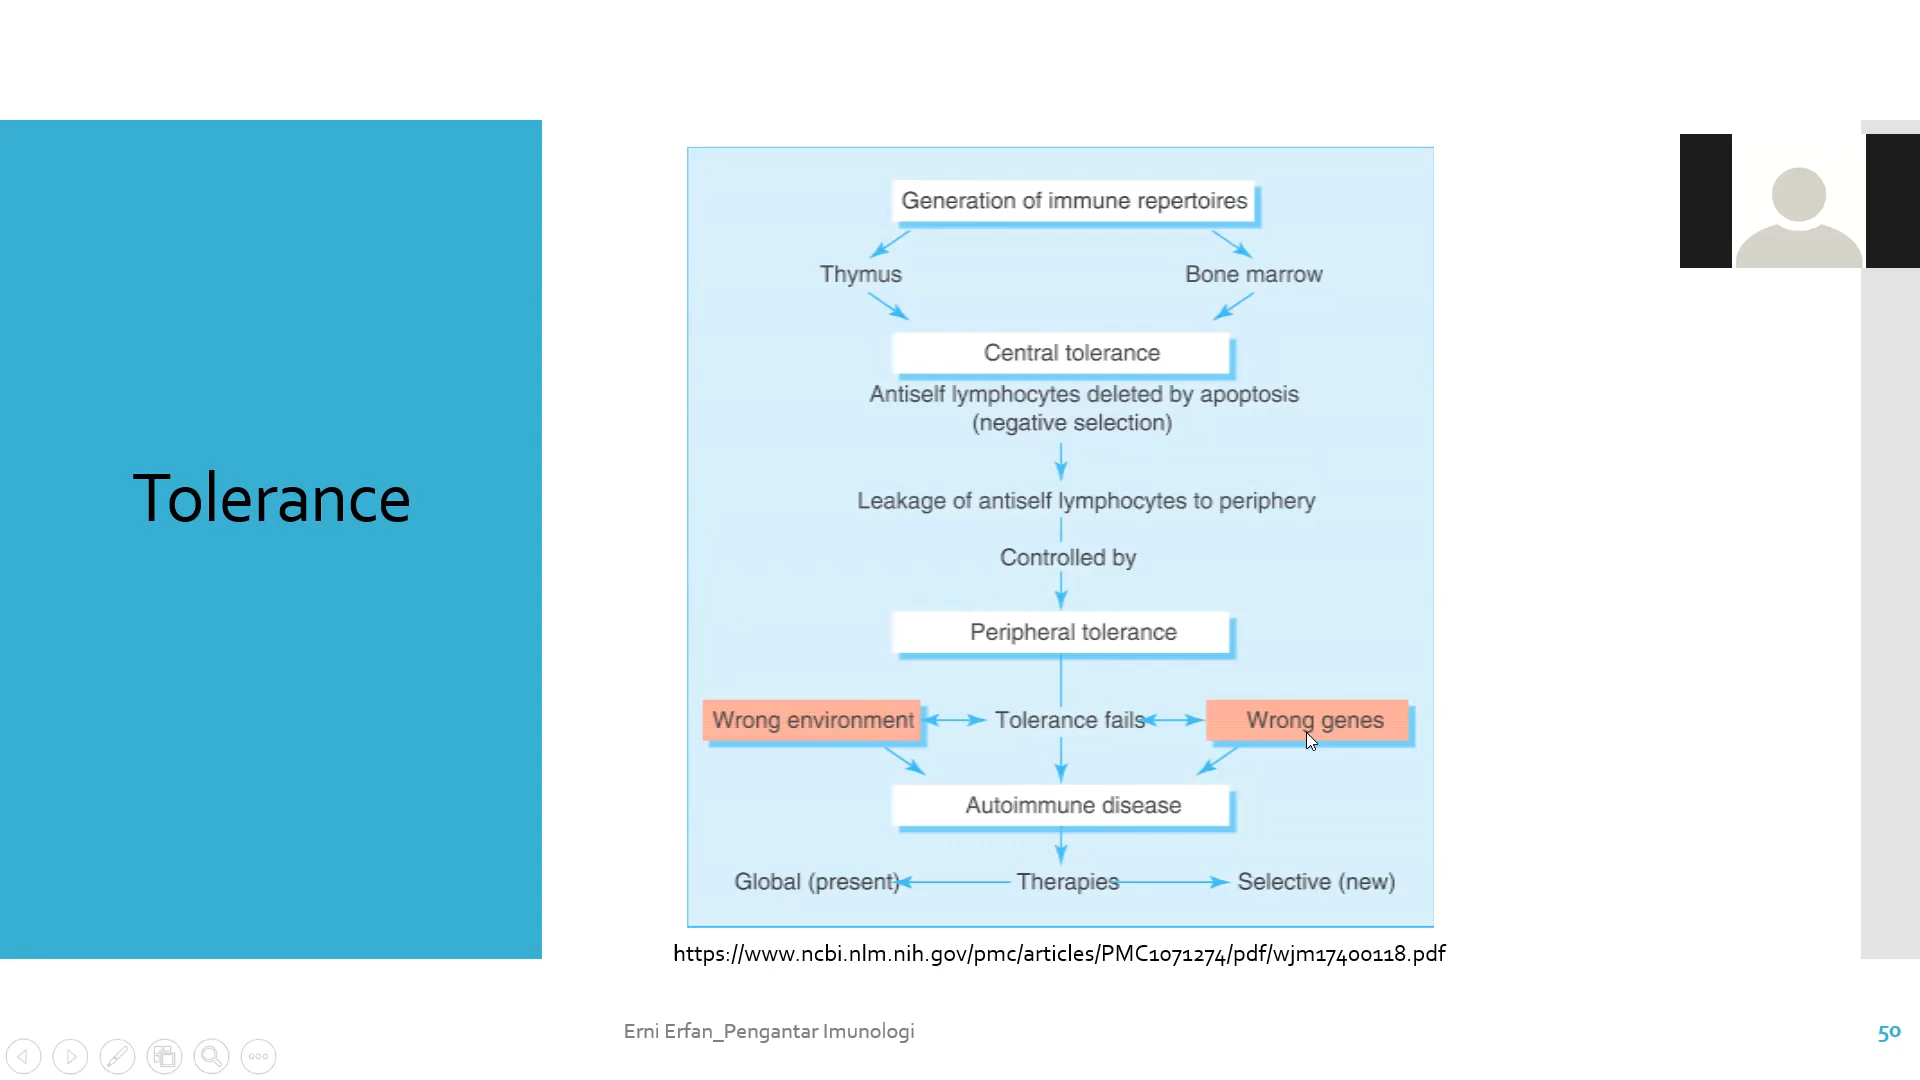 Tolerance
Generation of immune repertoires
Thymus
Bone marrow
Central tolerance
Antiself lymphocytes deleted by apoptosis
(negative selection)
Leakage of antiself lymphocytes to periphery
Controlled by
Peripheral tolerance
Wrong environment
Tolerance fails
Wrong genes
Autoimmune disease
Global (present)
Therapies
Selective (new)
https://www.ncbi.nlm.nih.gov/pmc/articles/PMC1071274/pdf/wjm17400118.pdf
Erni Erfan_Pengantar Imunologi
50